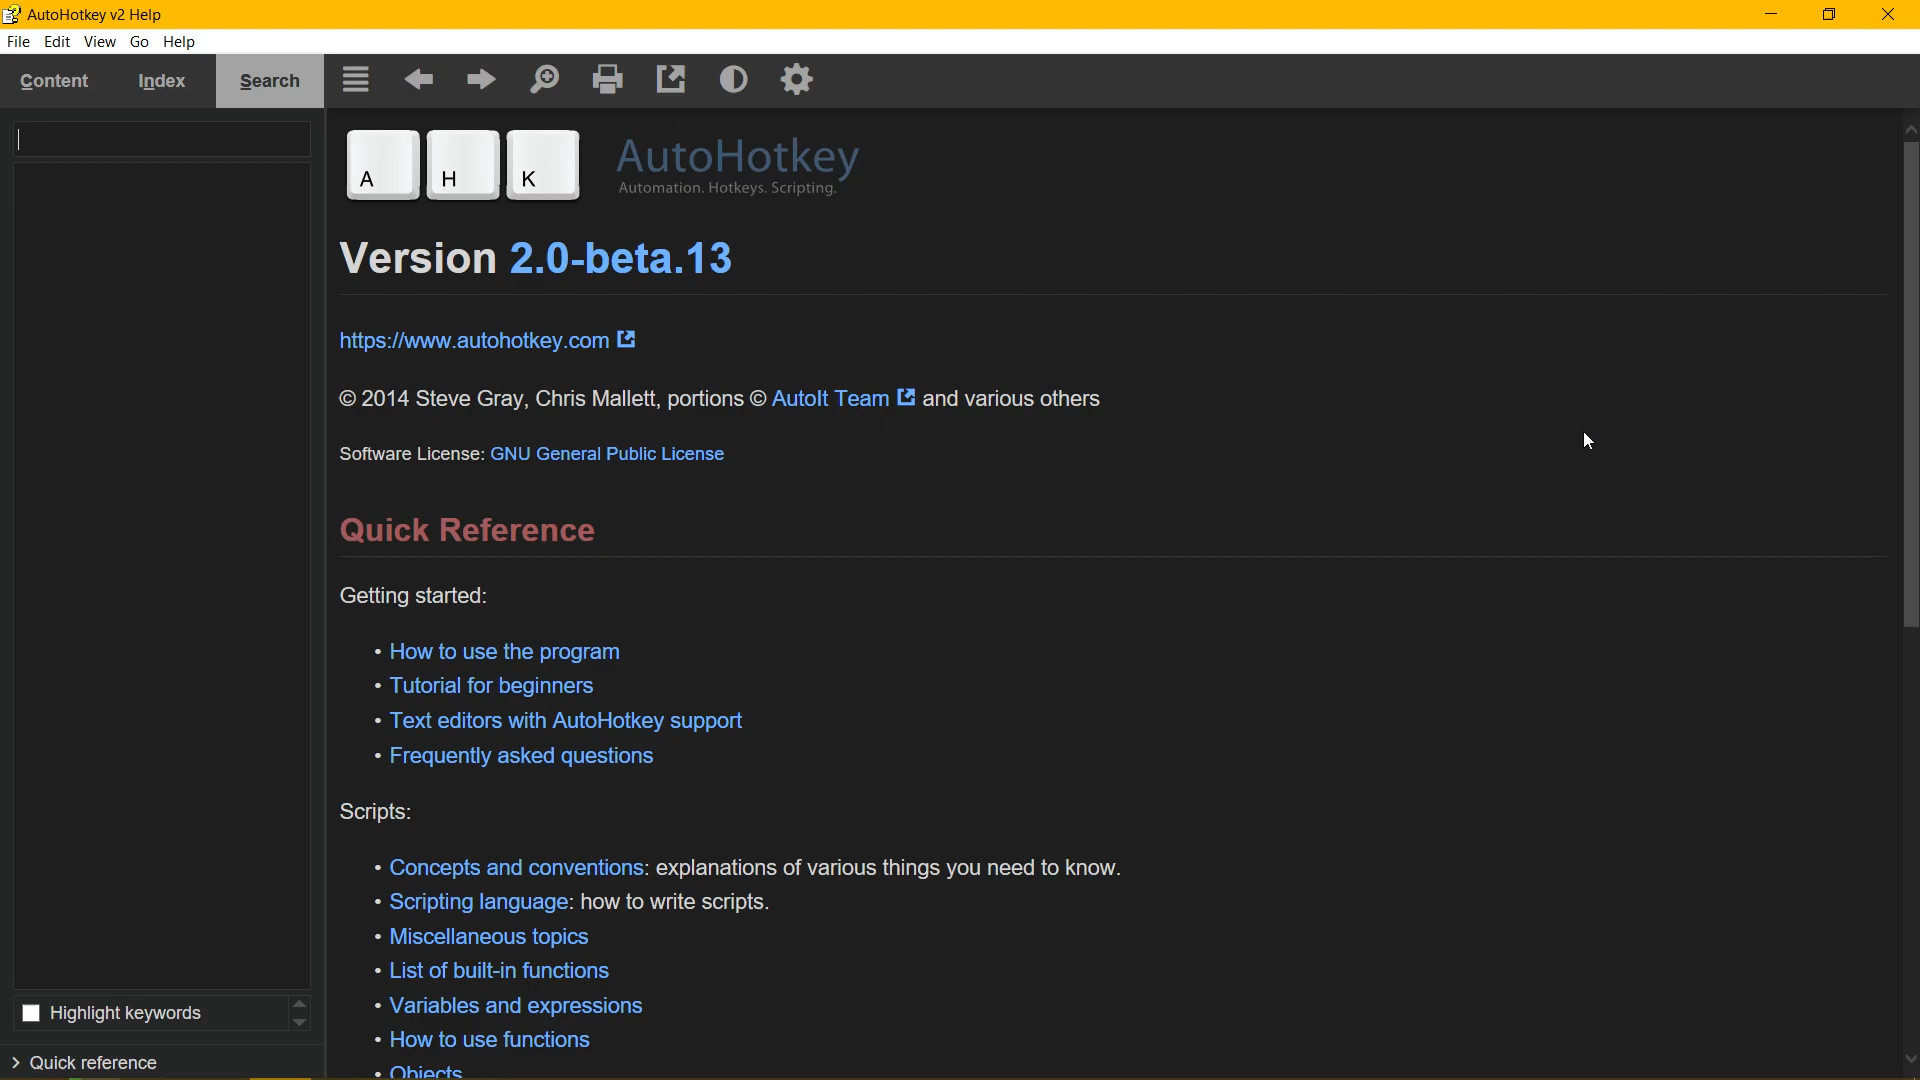 AutoHotkey v2 Help
File Edit View Go Help
Content Index Search
A H K
AutoHotkey
Automation. Hotkeys. Scripting.
Version 2.0-beta.13
https://www.autohotkey.com
© 2014 Steve Gray, Chris Mallett, portions © AutoIt Team and various others
Software License: GNU General Public License
Quick Reference
Getting started:
• How to use the program
• Tutorial for beginners
• Text editors with AutoHotkey support
• Frequently asked questions
Scripts:
• Concepts and conventions: explanations of various things you need to know.
• Scripting language: how to write scripts.
• Miscellaneous topics
• List of built-in functions
• Variables and expressions
• How to use functions
• Objects
Highlight keywords
Quick reference